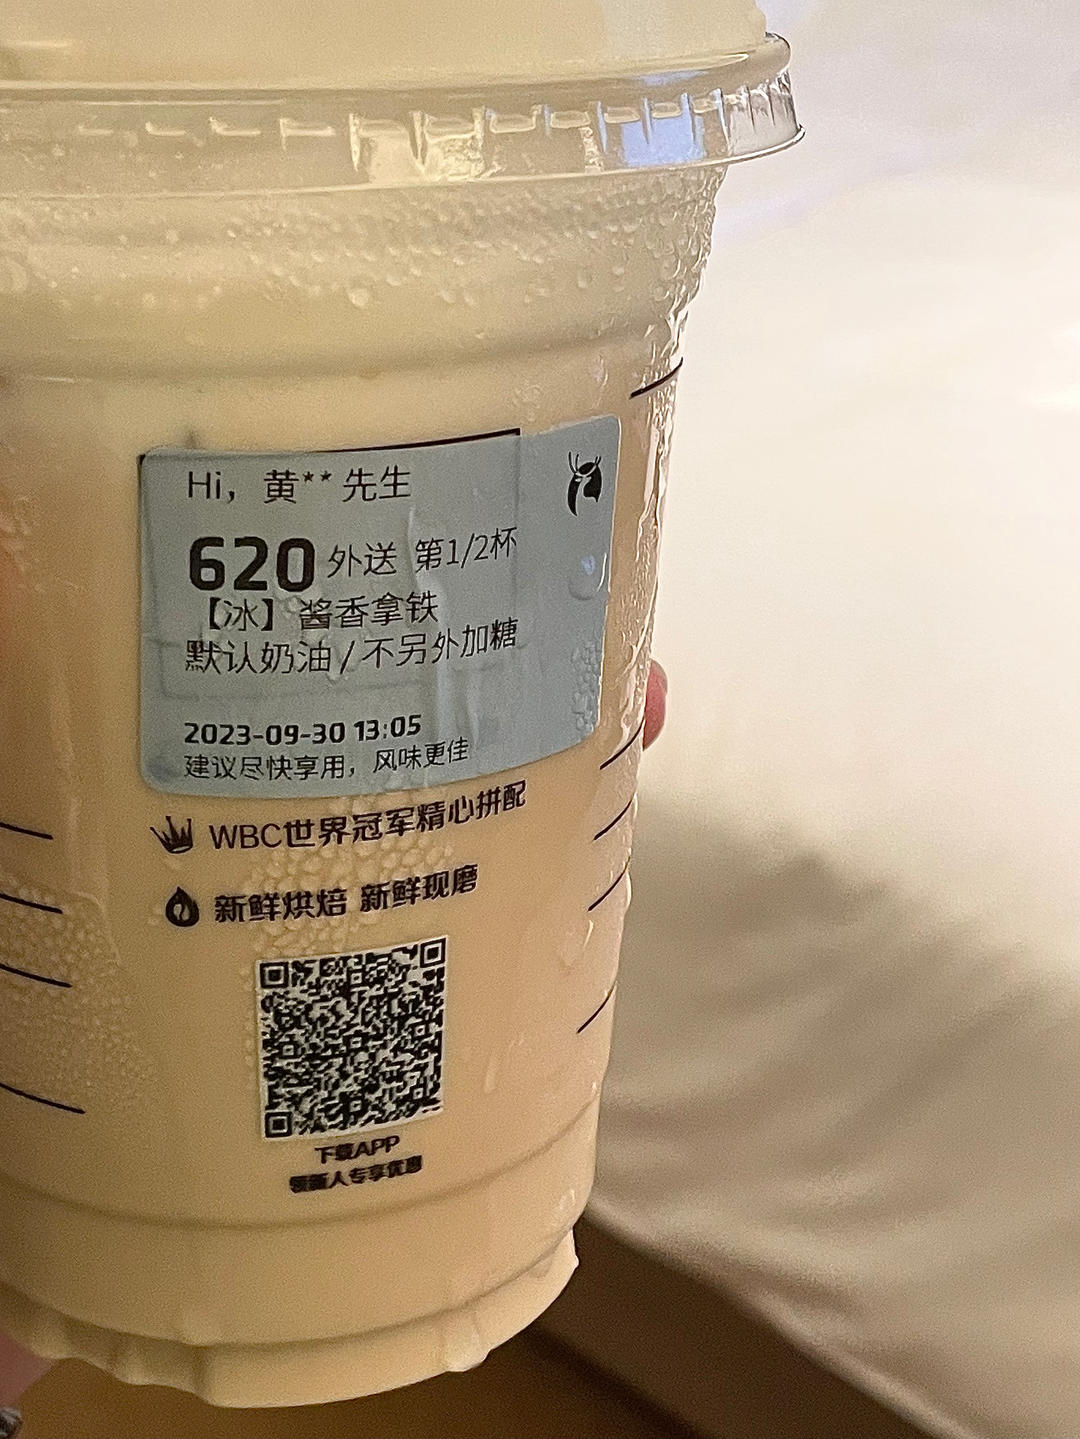 Hi，黄** 先生
620 外送 第1/2杯
【冰】酱香拿铁
默认奶油/不另外加糖
2023-09-30 13:05
建议尽快享用，风味更佳
WBC世界冠军精心拼配
新鲜烘焙 新鲜现磨
下载APP
领新人专享优惠